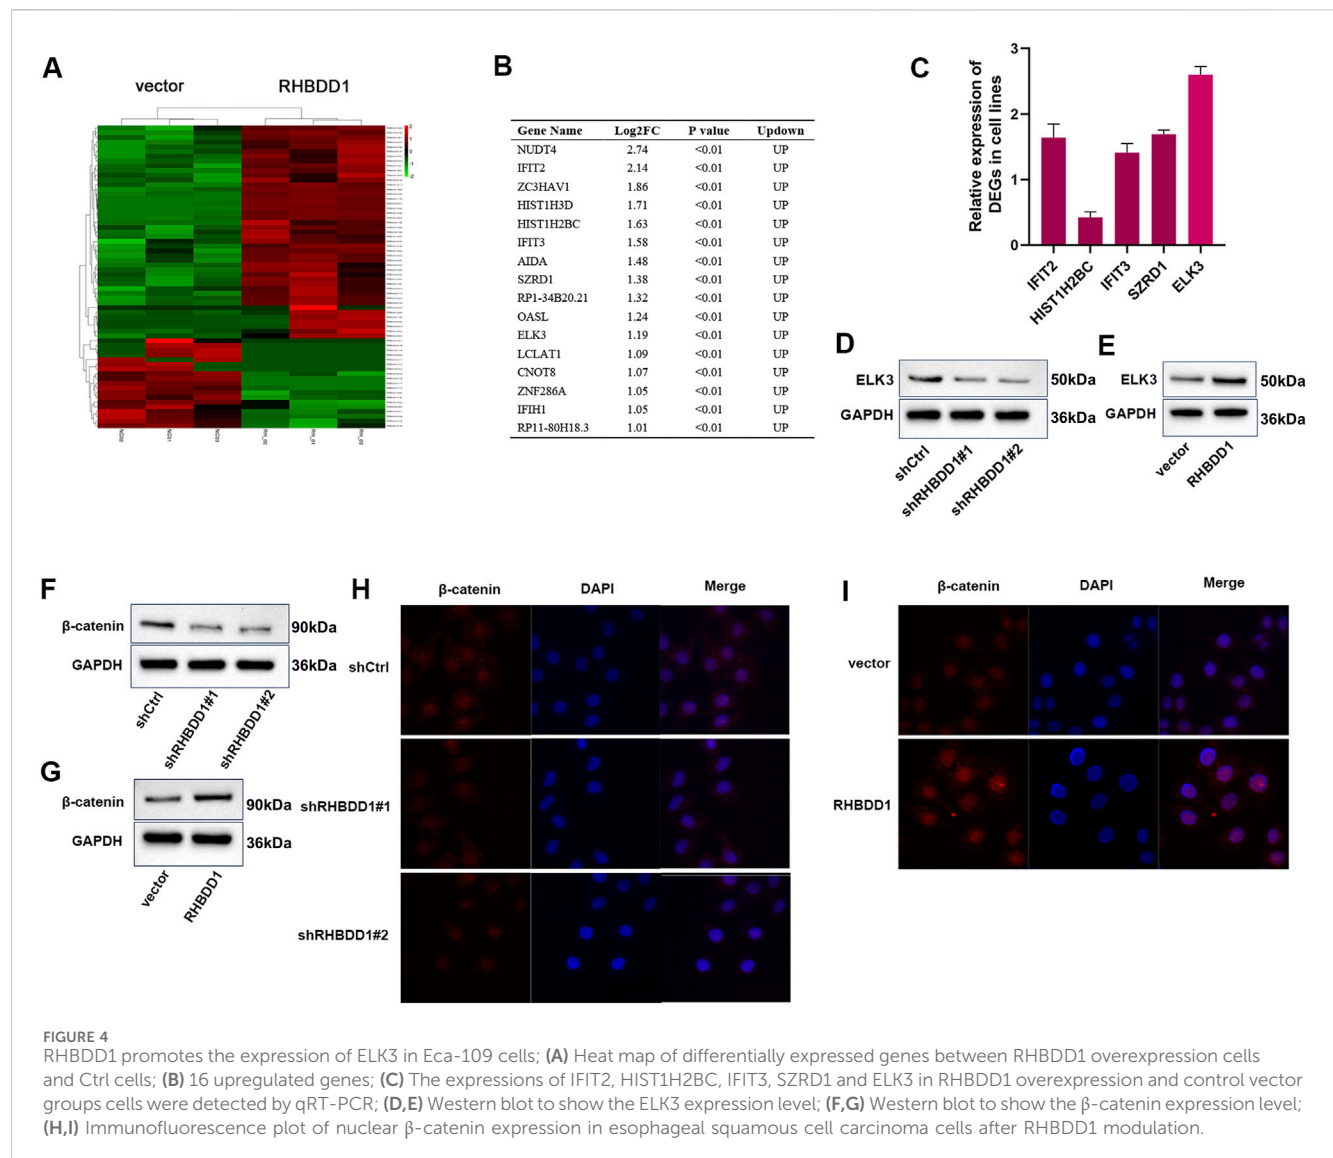 A
vector RHBDD1
2
1
0
-1
-2
NC02 NC01 NC03 RH_02 RH_01 RH_03
B
Gene Name Log2FC P value Updown
NUDT4 2.74 <0.01 UP
IFIT2 2.14 <0.01 UP
ZC3HAV1 1.86 <0.01 UP
HIST1H3D 1.71 <0.01 UP
HIST1H2BC 1.63 <0.01 UP
IFIT3 1.58 <0.01 UP
AIDA 1.48 <0.01 UP
SZRD1 1.38 <0.01 UP
RP1-34B20.21 1.32 <0.01 UP
OASL 1.24 <0.01 UP
ELK3 1.19 <0.01 UP
LCLAT1 1.09 <0.01 UP
CNOT8 1.07 <0.01 UP
ZNF286A 1.05 <0.01 UP
IFIH1 1.05 <0.01 UP
RP11-80H18.3 1.01 <0.01 UP
C
Relative expression of
DEGs in cell lines
3
2
1
0
IFIT2 HIST1H2BC IFIT3 SZRD1 ELK3
D
ELK3 50kDa
GAPDH 36kDa
shCtrl shRHBDD1#1 shRHBDD1#2
E
ELK3 50kDa
GAPDH 36kDa
vector RHBDD1
F
β-catenin 90kDa
GAPDH 36kDa
shCtrl shRHBDD1#1 shRHBDD1#2
G
β-catenin 90kDa
GAPDH 36kDa
vector RHBDD1
H
β-catenin DAPI Merge
shCtrl
shRHBDD1#1
shRHBDD1#2
I
β-catenin DAPI Merge
vector
RHBDD1
FIGURE 4
RHBDD1 promotes the expression of ELK3 in Eca-109 cells; (A) Heat map of differentially expressed genes between RHBDD1 overexpression cells
and Ctrl cells; (B) 16 upregulated genes; (C) The expressions of IFIT2, HIST1H2BC, IFIT3, SZRD1 and ELK3 in RHBDD1 overexpression and control vector
groups cells were detected by qRT-PCR; (D,E) Western blot to show the ELK3 expression level; (F,G) Western blot to show the β-catenin expression level;
(H,I) Immunofluorescence plot of nuclear β-catenin expression in esophageal squamous cell carcinoma cells after RHBDD1 modulation.